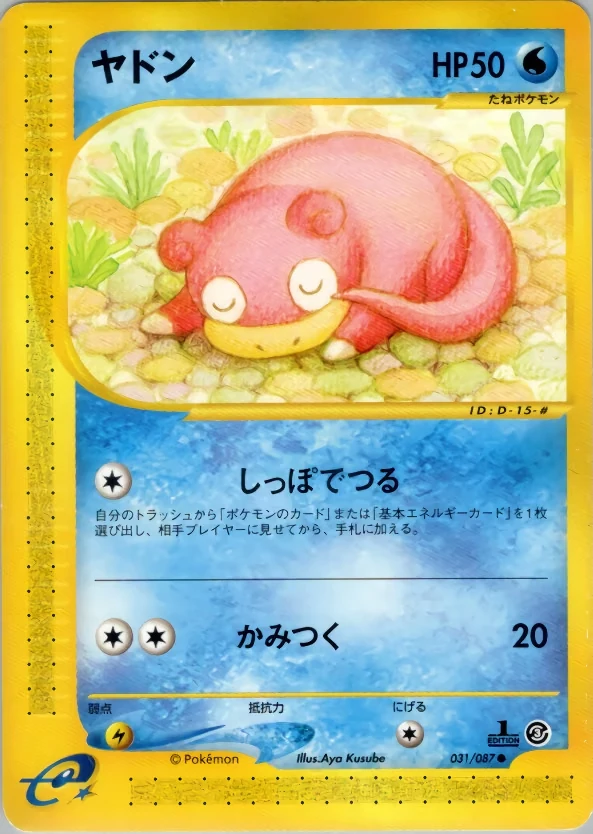 ヤドン HP50
たねポケモン
ID:D-15-#
しっぽでつる
自分のトラッシュから「ポケモンのカード」または「基本エネルギーカード」を1枚
選び出し、相手プレイヤーに見せてから、手札に加える。
かみつく 20
弱点 抵抗力 にげる
1
EDITION
3
© Pokémon Illus.Aya Kusube 031/087 ●
e